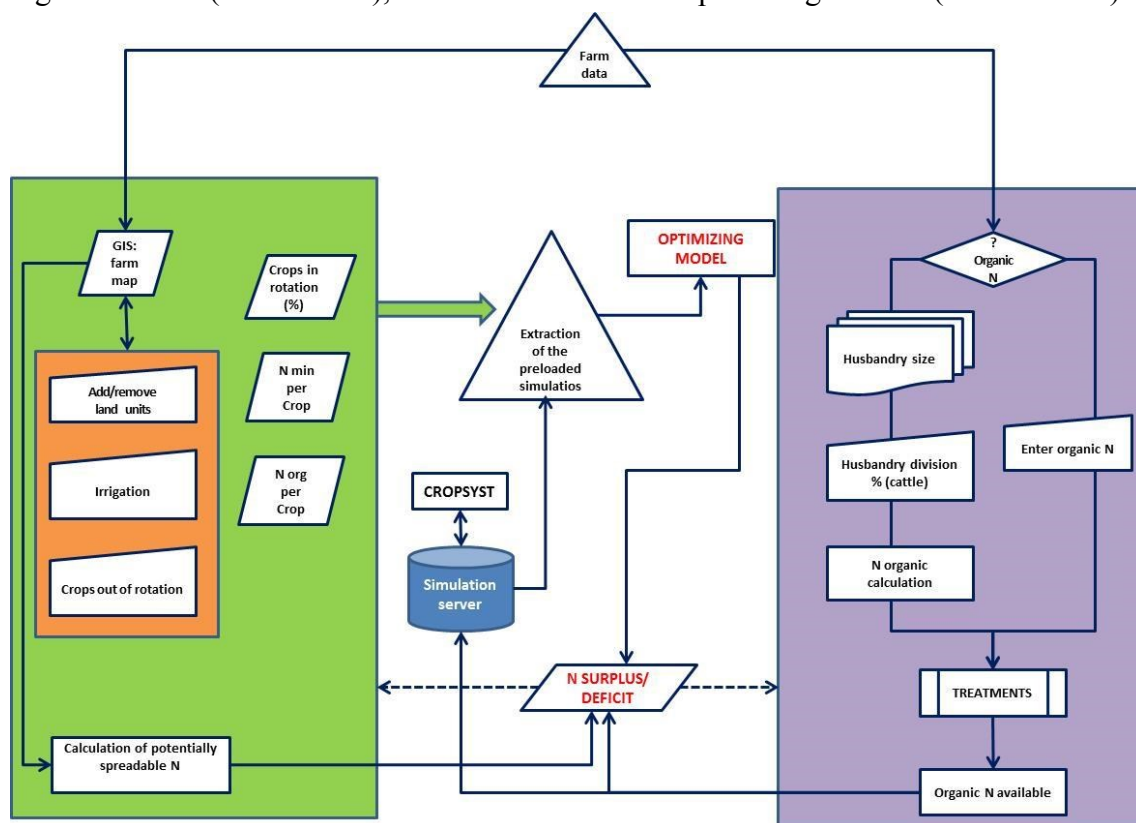 Farm
data
GIS:
farm
map
Crops in
rotation
(%)
N min
per
Crop
N org
per
Crop
Add/remove
land units
Irrigation
Crops out of rotation
Calculation of potentially
spreadable N
Extraction
of the
preloaded
simulatios
OPTIMIZING
MODEL
CROPSYST
Simulation
server
N SURPLUS/
DEFICIT
?
Organic
N
Husbandry size
Husbandry division
% (cattle)
N organic
calculation
Enter organic N
TREATMENTS
Organic N available